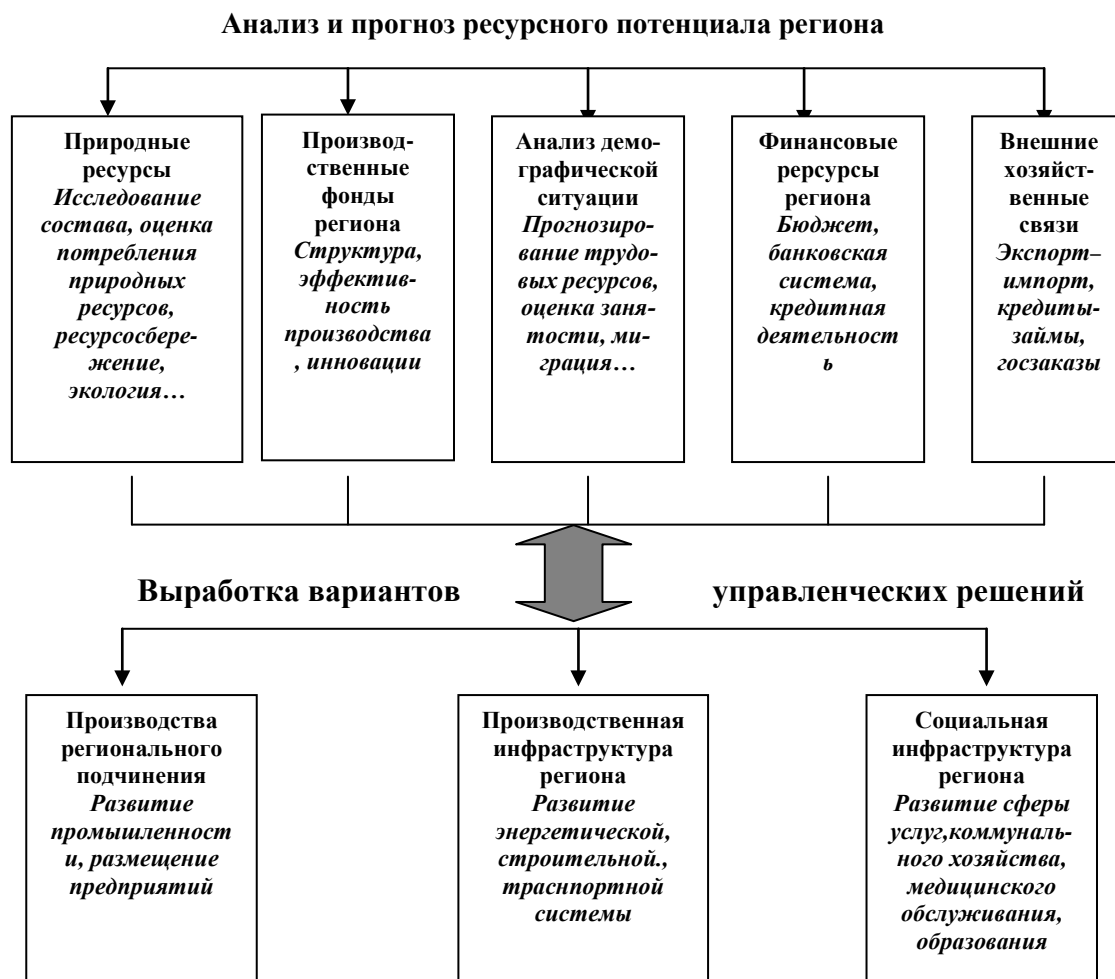 Анализ и прогноз ресурсного потенциала региона
Природные
ресурсы
Исследование
состава, оценка
потребления
природных
ресурсов,
ресурсосбере-
жение,
экология…
Производ-
ственные
фонды
региона
Структура,
эффектив-
ность
производства
, инновации
Анализ демо-
графической
ситуации
Прогнозиро-
вание трудо-
вых ресурсов,
оценка заня-
тости, ми-
грация…
Финансовые
рерсурсы
региона
Бюджет,
банковская
система,
кредитная
деятельност
ь
Внешние
хозяйст-
венные
связи
Экспорт–
импорт,
кредиты-
займы,
госзаказы
Выработка вариантов управленческих решений
Производства
регионального
подчинения
Развитие
промышленност
и, размещение
предприятий
Производственная
инфраструктура
региона
Развитие
энергетической,
строительной.,
траснпортной
системы
Социальная
инфраструктура
региона
Развитие сферы
услуг,коммуналь-
ного хозяйства,
медицинского
обслуживания,
образования